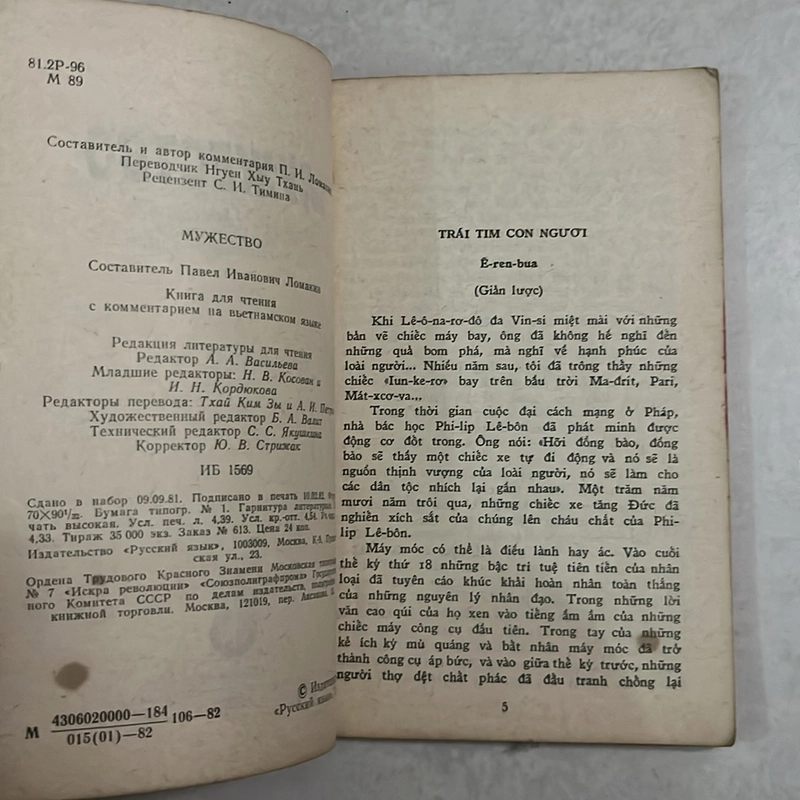 81.2Р-96
М 89
Составитель и автор комментария П. И.
Переводчик Нгуен Хыу Тхань
Рецензент С. И. Тимина
МУЖЕСТВО
Составитель Павел Иванович Ломакин
Книга для чтения
с комментарием на вьетнамском языке
Редакция литературы для чтения
Редактор А. А. Васильева
Младшие редакторы: Н. В. Косован и
И. Н. Кордюкова
Редакторы перевода: Тхай Ким Зы и А. И.
Художественный редактор Б. А.
Технический редактор С. С. Якушкина
Корректор Ю. В. Стрижак
ИБ 1569
Сдано в набор 09.09.81. Подписано в печать 10.02.82.
70×90¹/₃₂. Бумага типогр. № 1. Гарнитура литературная.
чать высокая. Усл. печ. л. 4,39. Усл. кр.-отт. 4,54.
4,33. Тираж 35 000 экз. Заказ № 613. Цена 24 коп.
Издательство «Русский язык», 1003009, Москва, К-9,
ская ул., 23.
Ордена Трудового Красного Знамени Московская
№ 7 «Искра революции» «Союзполиграфпром»
ного Комитета СССР по делам издательств,
книжной торговли. Москва, 121019, пер.
©
«Русский
М 4306020000—184 106—82
015(01)—82
TRÁI TIM CON NGƯƠI
Ê-ren-bua
(Giản lược)
Khi Lê-ô-na-rơ-đô đa Vin-si miệt mài với những
bản vẽ chiếc máy bay, ông đã không hề nghĩ đến
những quả bom phá, mà nghĩ về hạnh phúc của
loài người... Nhiều năm sau, tôi đã trông thấy những
chiếc «Iun-ke-rơ» bay trên bầu trời Ma-đrit, Pari,
Mát-xcơ-va...
Trong thời gian cuộc đại cách mạng ở Pháp,
nhà bác học Phi-lip Lê-bôn đã phát minh được
động cơ đốt trong. Ông nói: «Hỡi đồng bào, đồng
bào sẽ thấy một chiếc xe tự di động và nó sẽ là
nguồn thịnh vượng của loài người, nó sẽ làm cho
các dân tộc nhích lại gần nhau». Một trăm năm
mươi năm trôi qua, những chiếc xe tăng Đức đã
nghiền xích sắt của chúng lên cháu chắt của Phi-
lip Lê-bôn.
Máy móc có thể là điều lành hay ác. Vào cuối
thế kỷ thứ 18 những bậc trí tuệ tiên tiến của nhân
loại đã tuyên cáo khúc khải hoàn nhân toàn thắng
của những nguyên lý nhân đạo. Trong những lời
văn cao quí của họ xen vào tiếng ầm ầm của những
chiếc máy công cụ đầu tiên. Trong tay của những
kẻ ích kỷ mù quáng và bất nhân máy móc đã trở
thành công cụ áp bức, và vào giữa thế kỷ trước, những
người thợ dệt chất phác đã đấu tranh chống lại
5